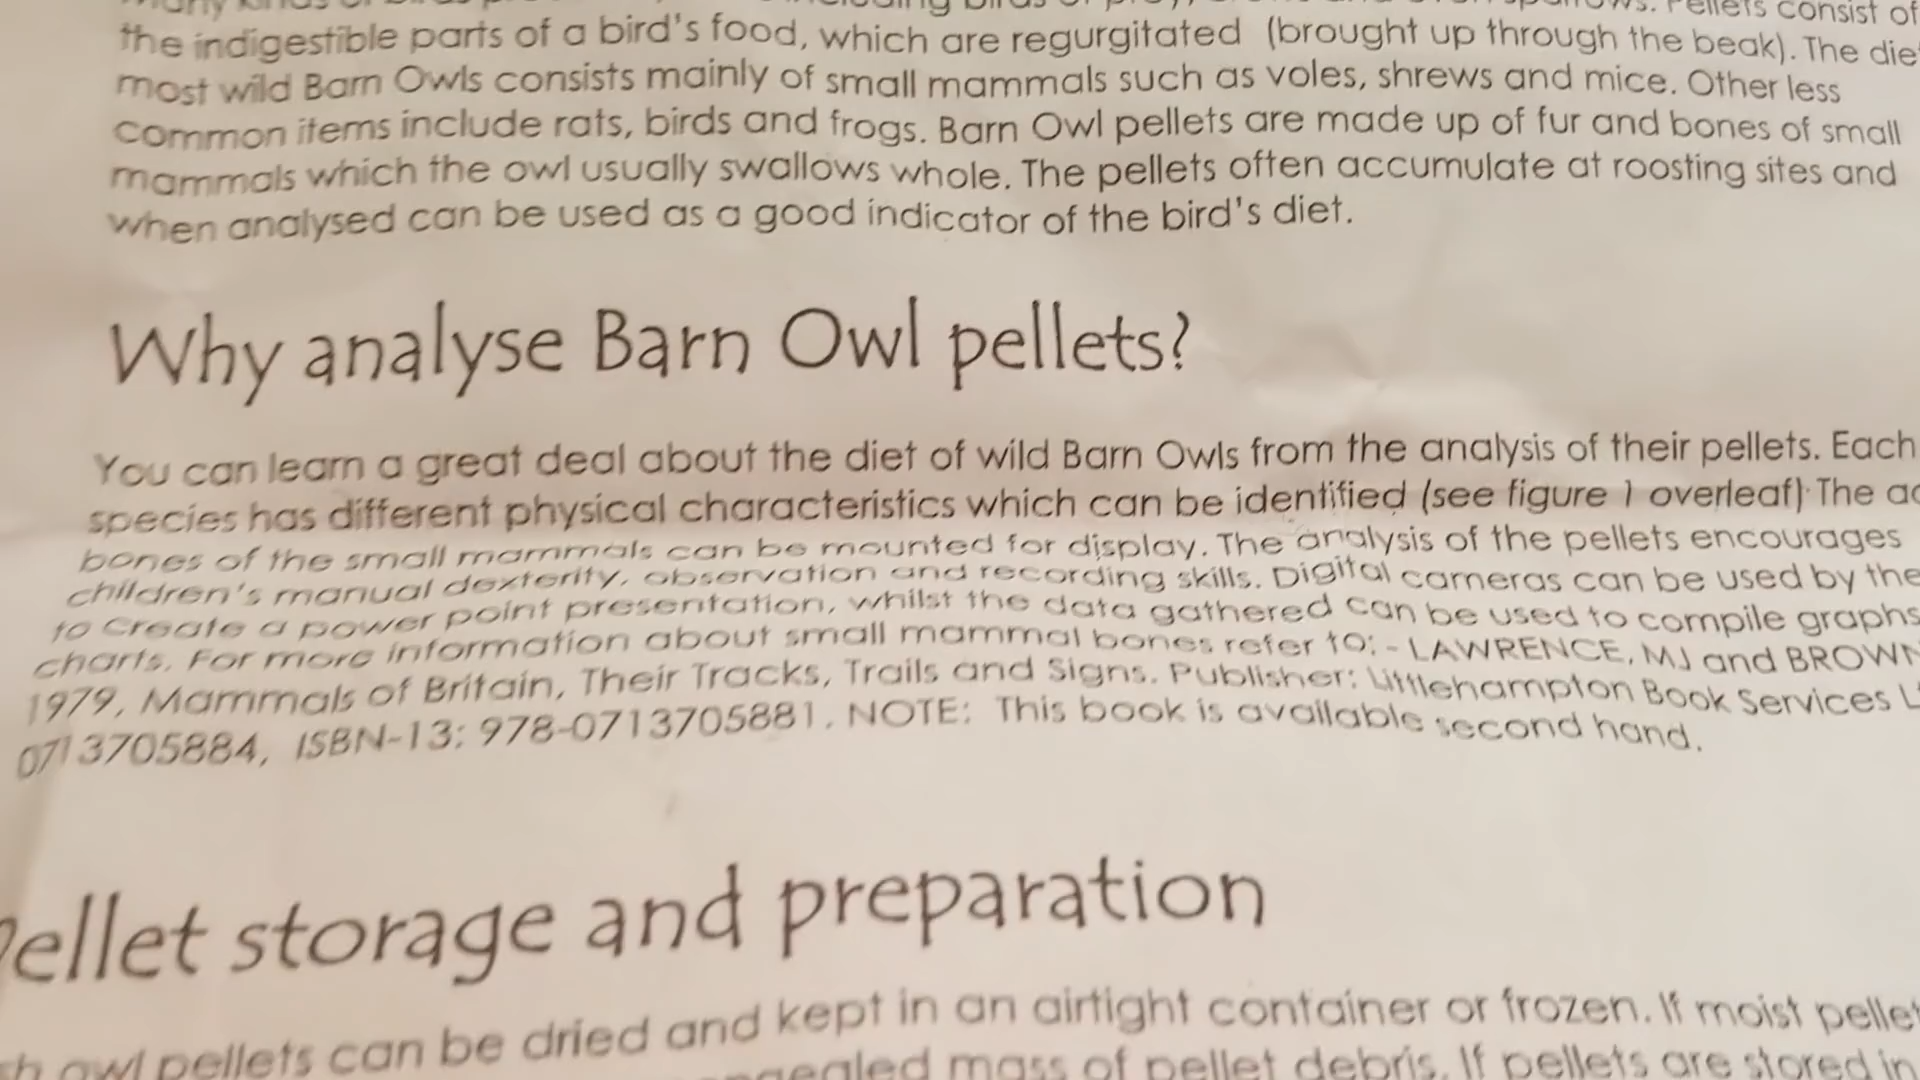 the indigestible parts of a bird's food, which are regurgitated (brought up through the beak). The
most wild Barn Owls consists mainly of small mammals such as voles, shrews and mice. Other less
common items include rats, birds and frogs. Barn Owl pellets are made up of fur and bones of small
mammals which the owl usually swallows whole. The pellets often accumulate at roosting sites and
when analysed can be used as a good indicator of the bird's diet.
Why analyse Barn Owl pellets?
You can learn a great deal about the diet of wild Barn Owls from the analysis of their pellets. Each
species has different physical characteristics which can be identified (see figure 1 overleaf) The
bones of the small mammals can be mounted for display. The analysis of the pellets encourages
children's manual dexterity, observation and recording skills. Digital cameras can be used by the
to create a power point presentation, whilst the data gathered can be used to compile graphs
charts. For more information about small mammal bones refer to: - LAWRENCE, MJ and BROWN
1979, Mammals of Britain, Their Tracks, Trails and Signs. Publisher: Littlehampton Book Services
0713705884, ISBN-13: 978-0713705881. NOTE: This book is available second hand.
ellet storage and preparation
owl pellets can be dried and kept in an airtight container or frozen. If moist
mass of pellet debris. If pellets are stored in